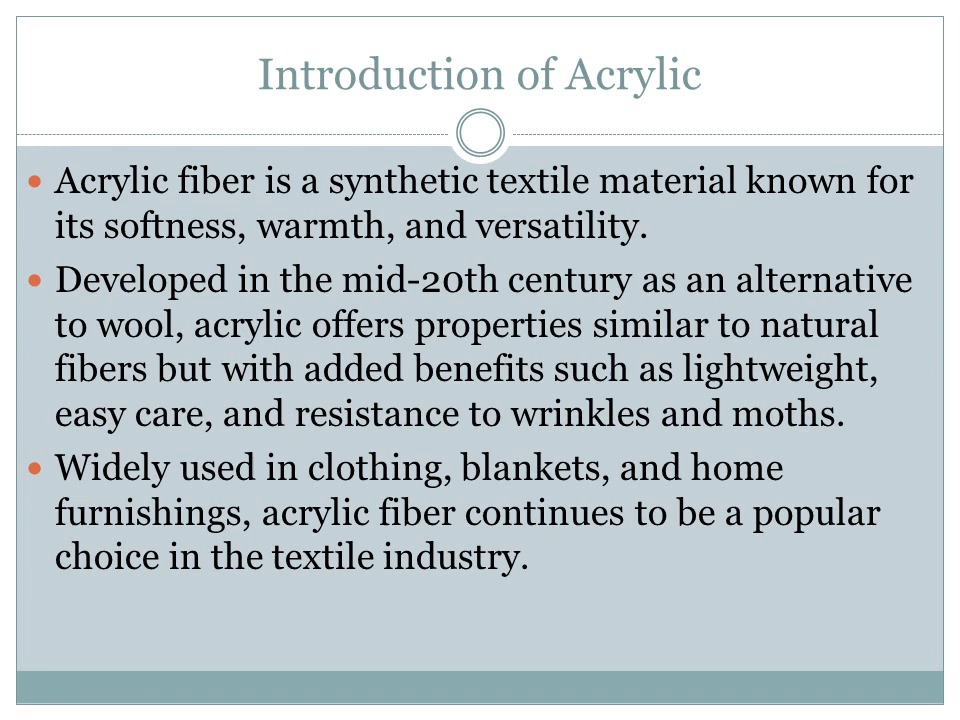 Introduction of Acrylic
• Acrylic fiber is a synthetic textile material known for
its softness, warmth, and versatility.
• Developed in the mid-20th century as an alternative
to wool, acrylic offers properties similar to natural
fibers but with added benefits such as lightweight,
easy care, and resistance to wrinkles and moths.
• Widely used in clothing, blankets, and home
furnishings, acrylic fiber continues to be a popular
choice in the textile industry.